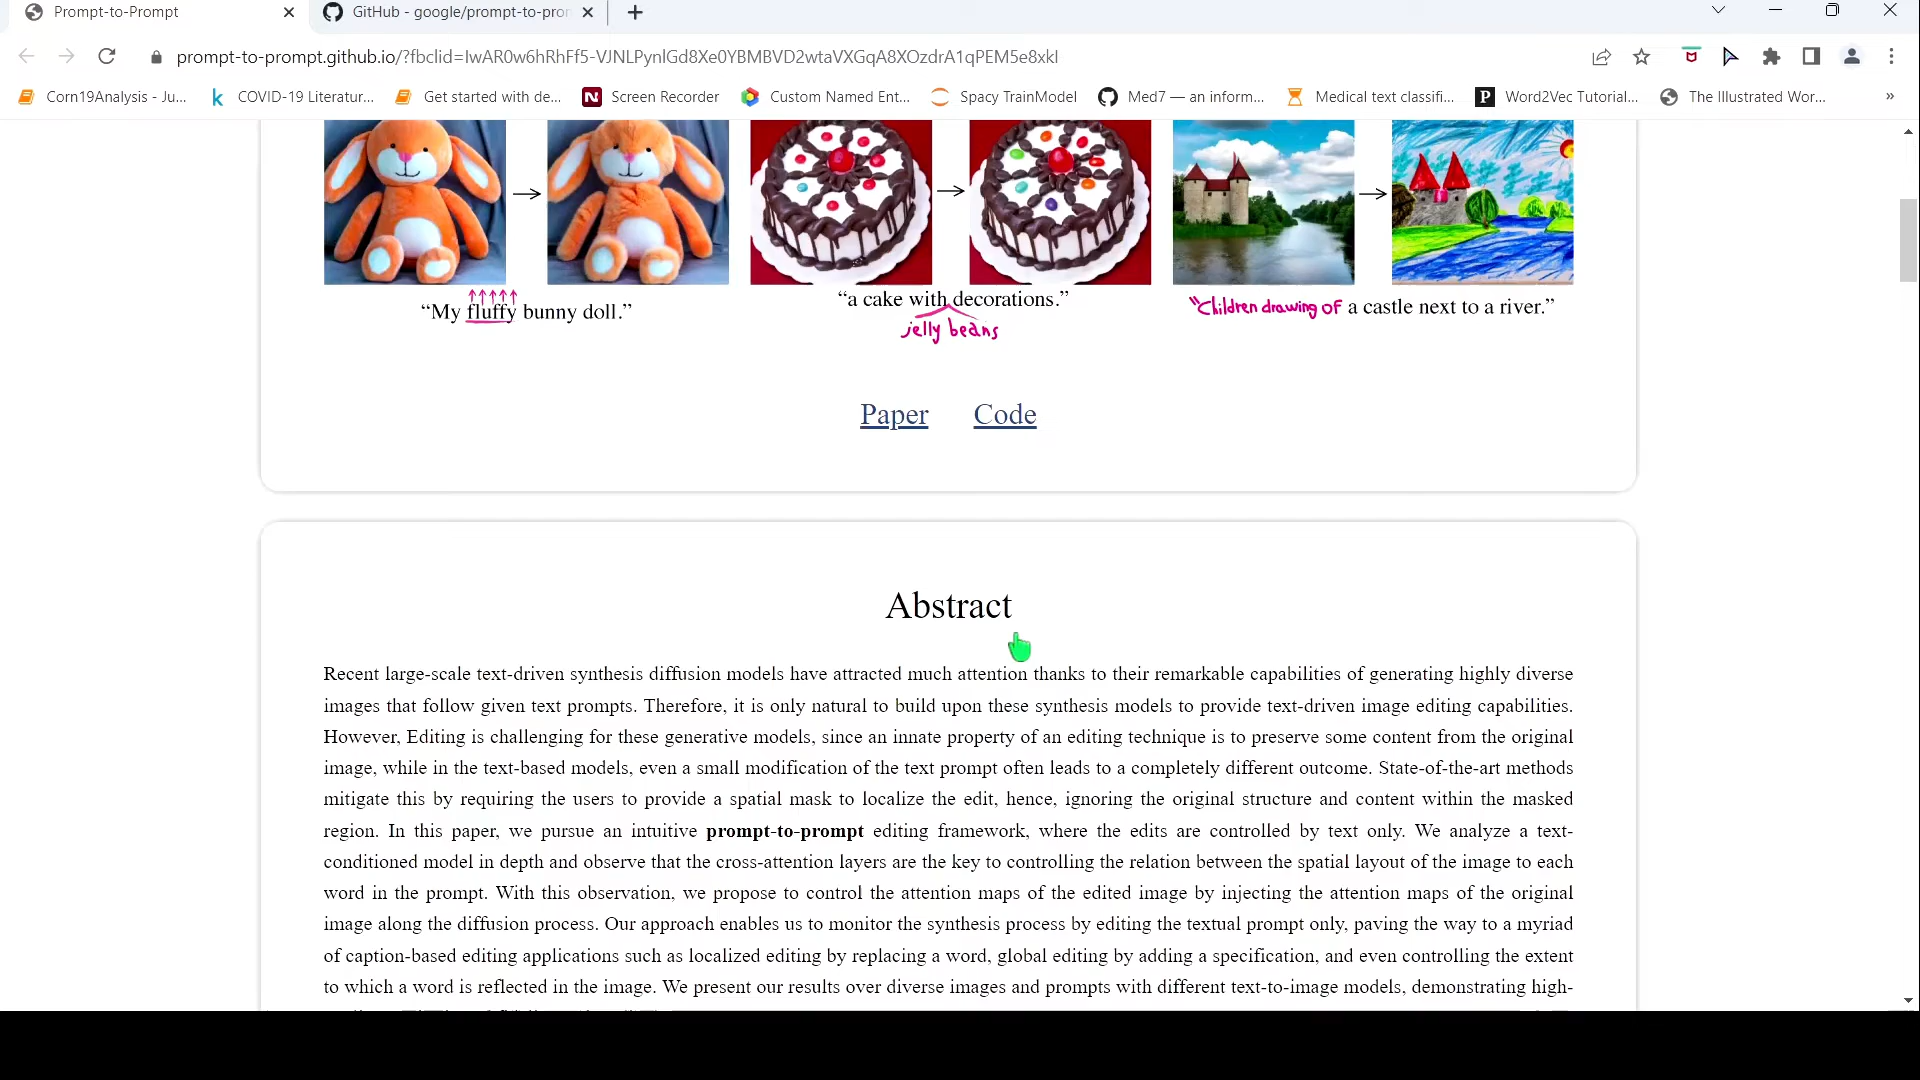 Prompt-to-Prompt
GitHub - google/prompt-to-pron
prompt-to-prompt.github.io/?fbclid=IwAR0w6hRhFf5-VJNLPynlGd8Xe0YBMBVD2wtaVXGqA8XOzdrA1qPEM5e8xkI
Corn19Analysis - Ju...
COVID-19 Literatur...
Get started with de...
Screen Recorder
Custom Named Ent...
Spacy TrainModel
Med7 — an inform...
Medical text classifi...
Word2Vec Tutorial...
The Illustrated Wor...
“My fluffy bunny doll.”
“a cake with decorations.”
jelly beans
“Children drawing of a castle next to a river.”
Paper Code
Abstract
Recent large-scale text-driven synthesis diffusion models have attracted much attention thanks to their remarkable capabilities of generating highly diverse
images that follow given text prompts. Therefore, it is only natural to build upon these synthesis models to provide text-driven image editing capabilities.
However, Editing is challenging for these generative models, since an innate property of an editing technique is to preserve some content from the original
image, while in the text-based models, even a small modification of the text prompt often leads to a completely different outcome. State-of-the-art methods
mitigate this by requiring the users to provide a spatial mask to localize the edit, hence, ignoring the original structure and content within the masked
region. In this paper, we pursue an intuitive prompt-to-prompt editing framework, where the edits are controlled by text only. We analyze a text-
conditioned model in depth and observe that the cross-attention layers are the key to controlling the relation between the spatial layout of the image to each
word in the prompt. With this observation, we propose to control the attention maps of the edited image by injecting the attention maps of the original
image along the diffusion process. Our approach enables us to monitor the synthesis process by editing the textual prompt only, paving the way to a myriad
of caption-based editing applications such as localized editing by replacing a word, global editing by adding a specification, and even controlling the extent
to which a word is reflected in the image. We present our results over diverse images and prompts with different text-to-image models, demonstrating high-